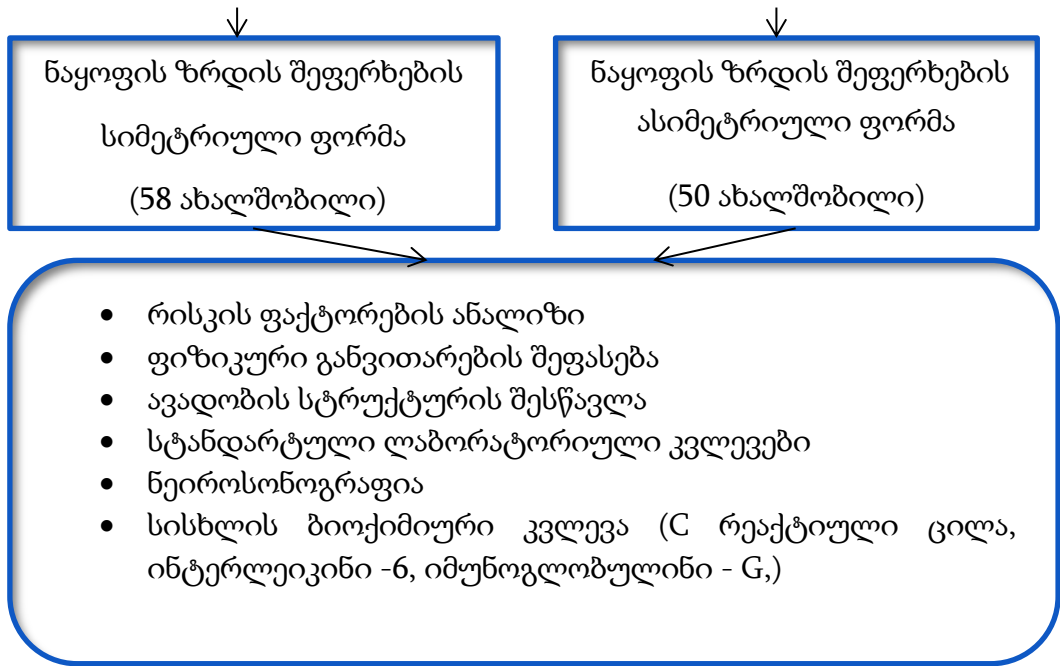 ნაყოფის ზრდის შეფერხების
სიმეტრიული ფორმა
(58 ახალშობილი)
ნაყოფის ზრდის შეფერხების
ასიმეტრიული ფორმა
(50 ახალშობილი)
• რისკის ფაქტორების ანალიზი
• ფიზიკური განვითარების შეფასება
• ავადობის სტრუქტურის შესწავლა
• სტანდარტული ლაბორატორიული კვლევები
• ნეიროსონოგრაფია
• სისხლის ბიოქიმიური კვლევა (C რეაქტიული ცილა,
ინტერლეიკინი -6, იმუნოგლობულინი - G,)